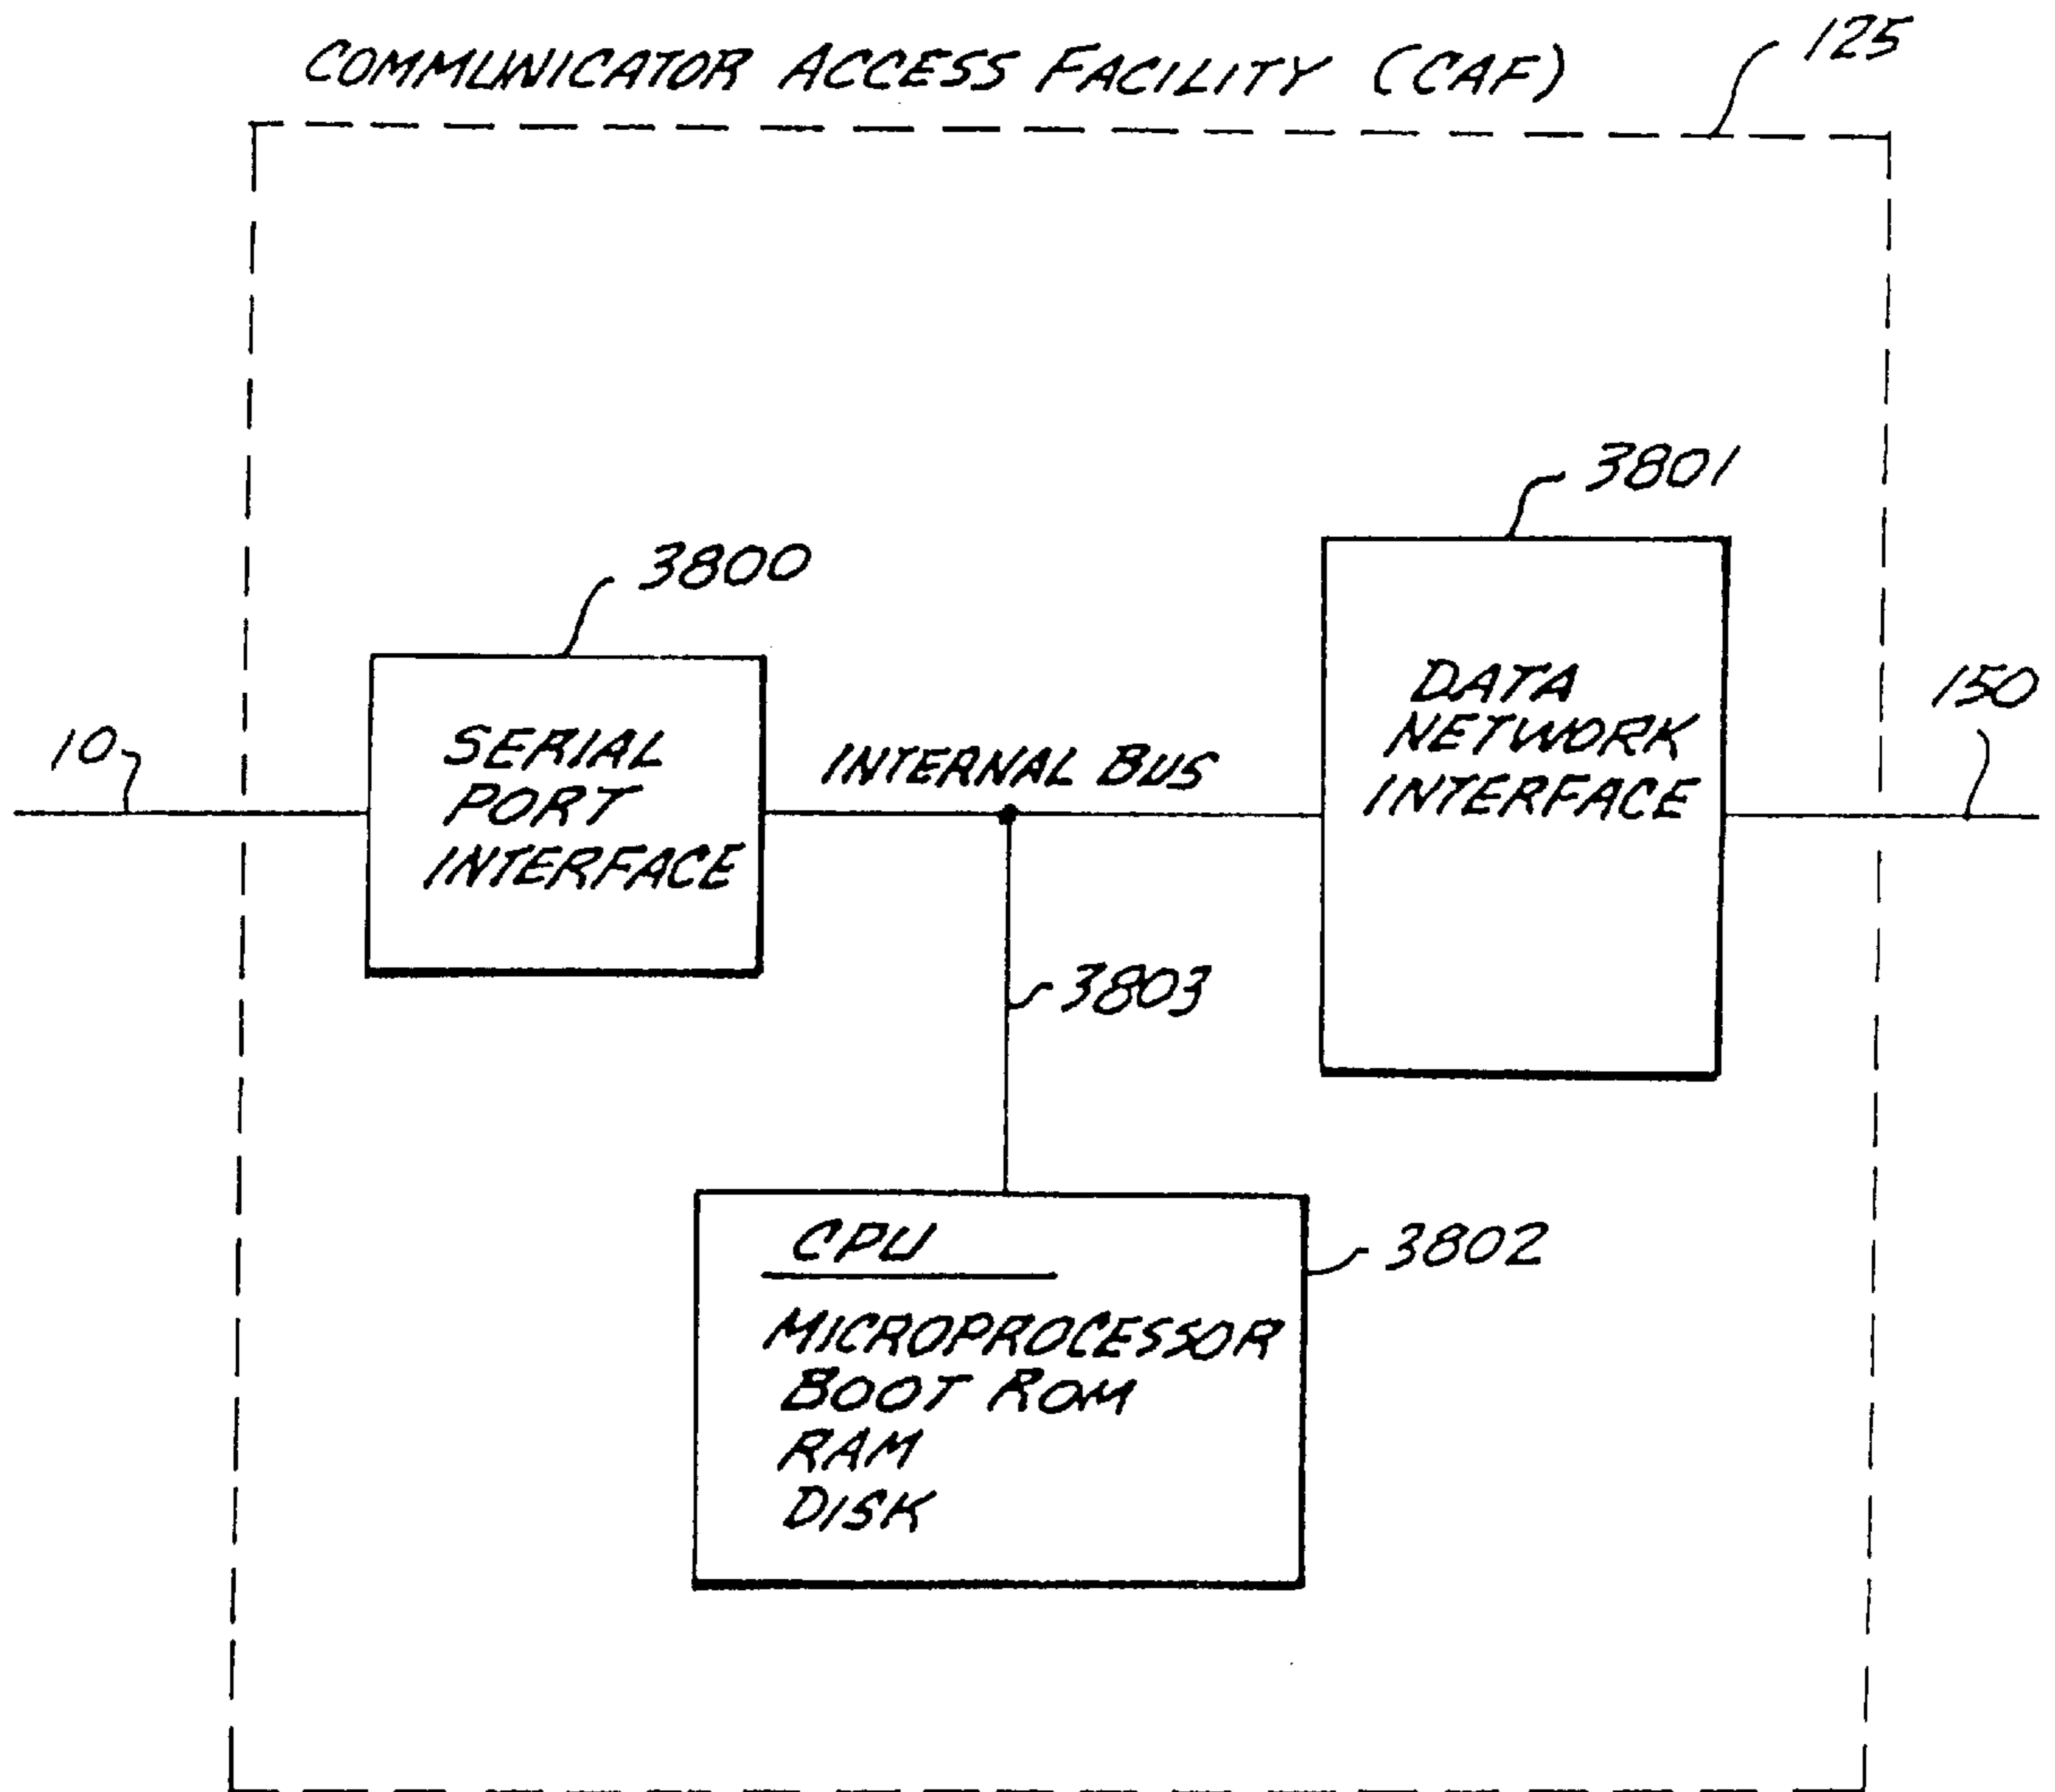 COMMUNICATOR ACCESS FACILITY (CAF)
125
3801
3800
DATA
NETWORK
INTERFACE
150
10
SERIAL
PORT
INTERFACE
INTERNAL BUS
3803
CPU
3802
MICROPROCESSOR
BOOT ROM
RAM
DISK